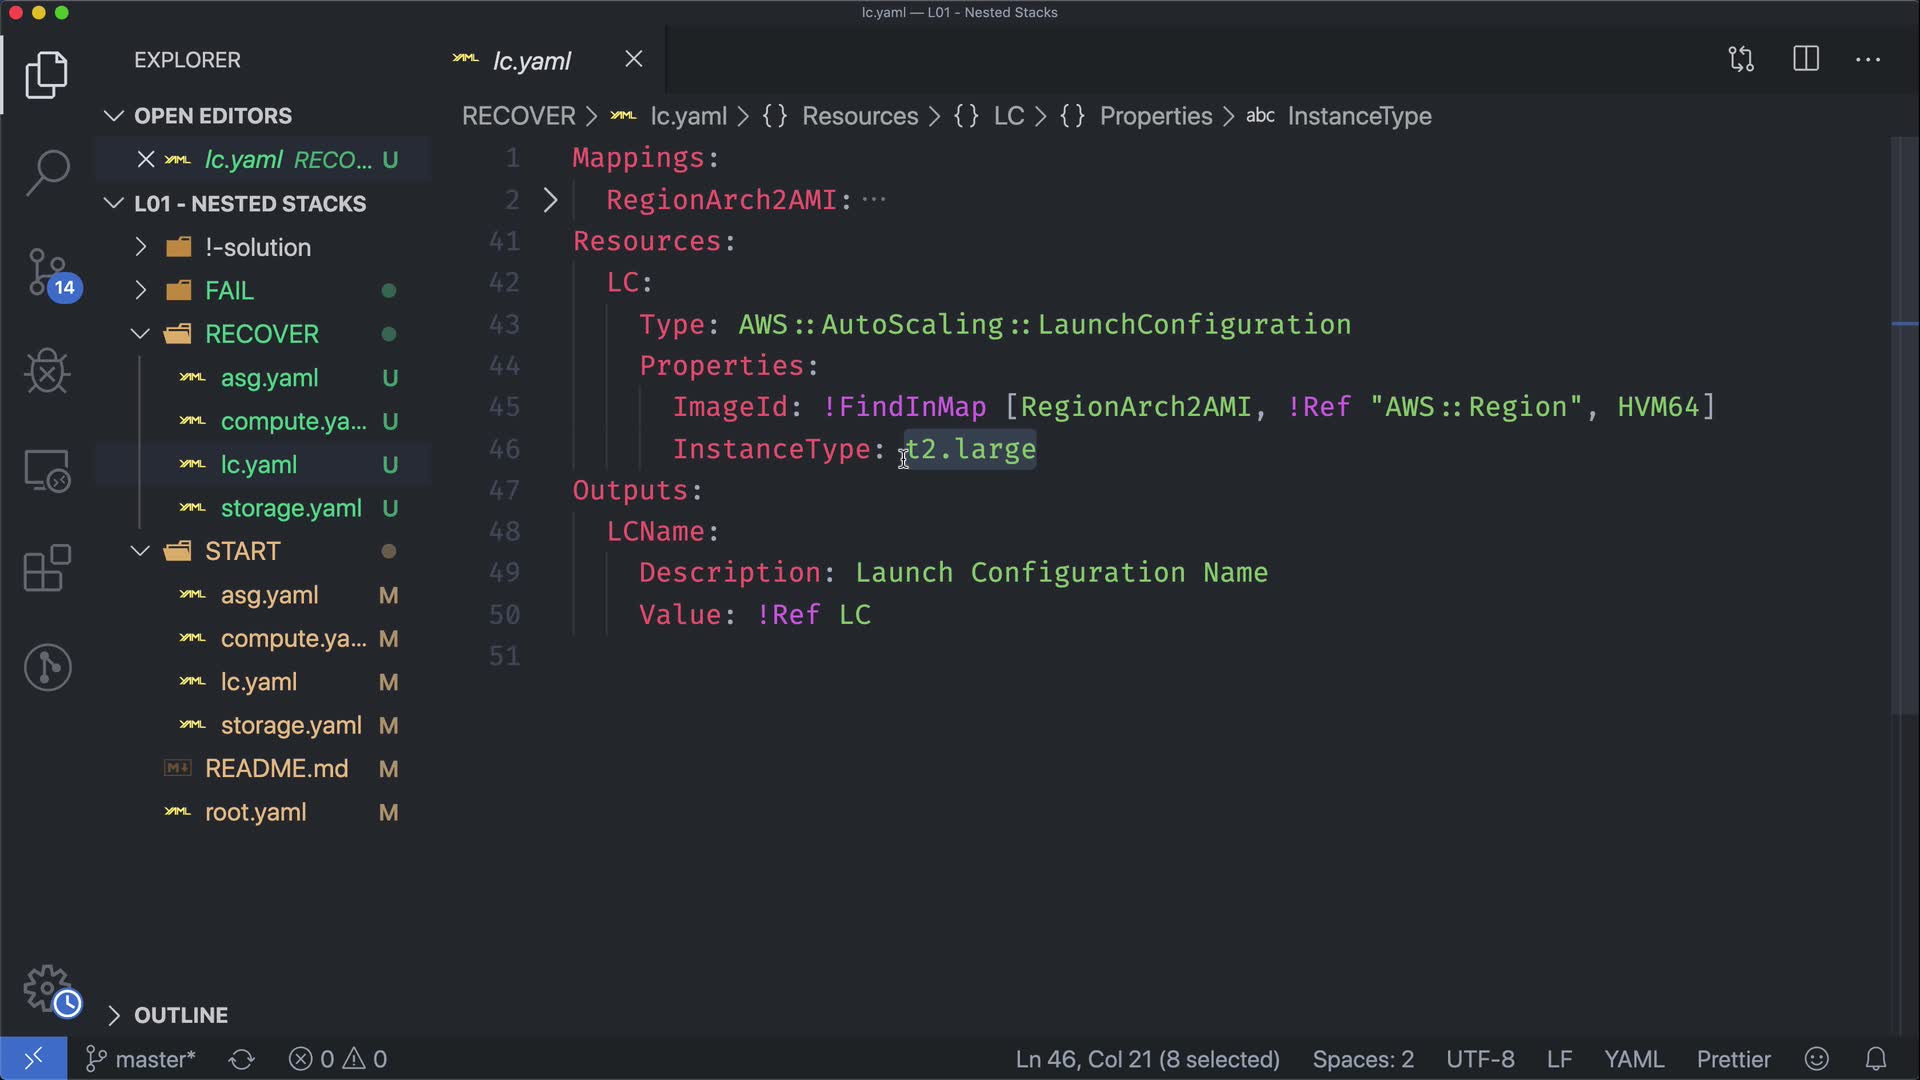 lc.yaml — L01 - Nested Stacks
EXPLORER
lc.yaml
OPEN EDITORS
lc.yaml RECO... U
L01 - NESTED STACKS
!-solution
FAIL
RECOVER
asg.yaml U
compute.ya... U
lc.yaml U
storage.yaml U
START
asg.yaml M
compute.ya... M
lc.yaml M
storage.yaml M
README.md M
root.yaml M
OUTLINE
14
RECOVER > lc.yaml > {} Resources > {} LC > {} Properties > abc InstanceType
1 Mappings:
2 RegionArch2AMI: ...
41 Resources:
42 LC:
43 Type: AWS::AutoScaling::LaunchConfiguration
44 Properties:
45 ImageId: !FindInMap [RegionArch2AMI, !Ref "AWS::Region", HVM64]
46 InstanceType: t2.large
47 Outputs:
48 LCName:
49 Description: Launch Configuration Name
50 Value: !Ref LC
51
master* 0 0 Ln 46, Col 21 (8 selected) Spaces: 2 UTF-8 LF YAML Prettier